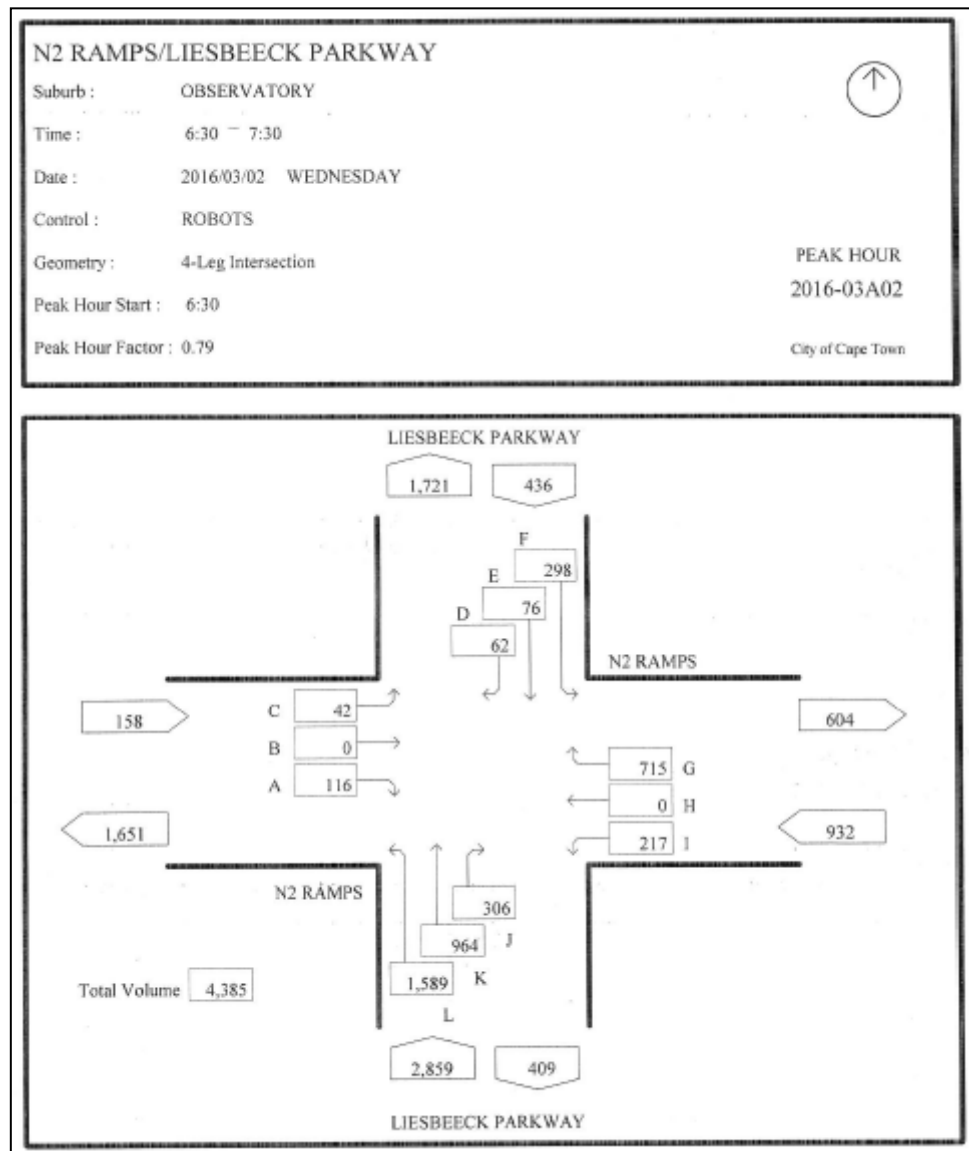 N2 RAMPS/LIESBEECK PARKWAY
Suburb : OBSERVATORY
Time : 6:30 – 7:30
Date : 2016/03/02 WEDNESDAY
Control : ROBOTS
Geometry : 4-Leg Intersection
Peak Hour Start : 6:30
Peak Hour Factor : 0.79
PEAK HOUR
2016-03A02
City of Cape Town
LIESBEECK PARKWAY
1,721 436
F
298
E
76
D
62
N2 RAMPS
158
C 42
B 0
A 116
604
715 G
0 H
217 I
1,651
932
N2 RAMPS
306
J
964
K
1,589
L
Total Volume 4,385
2,859 409
LIESBEECK PARKWAY